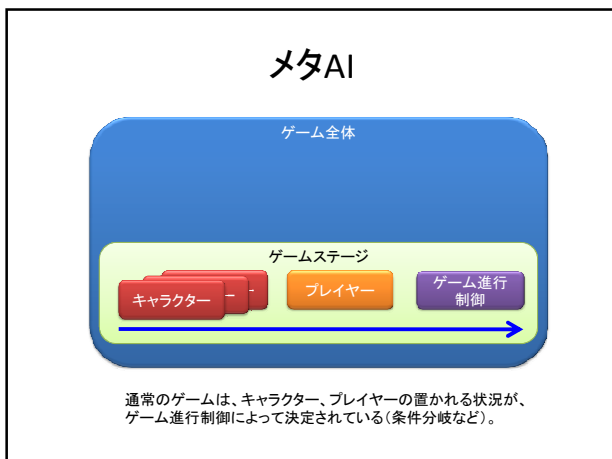 メタAI
ゲーム全体
ゲームステージ
キャラクター
ー
ー
プレイヤー
ゲーム進行
制御
通常のゲームは、キャラクター、プレイヤーの置かれる状況が、
ゲーム進行制御によって決定されている(条件分岐など)。